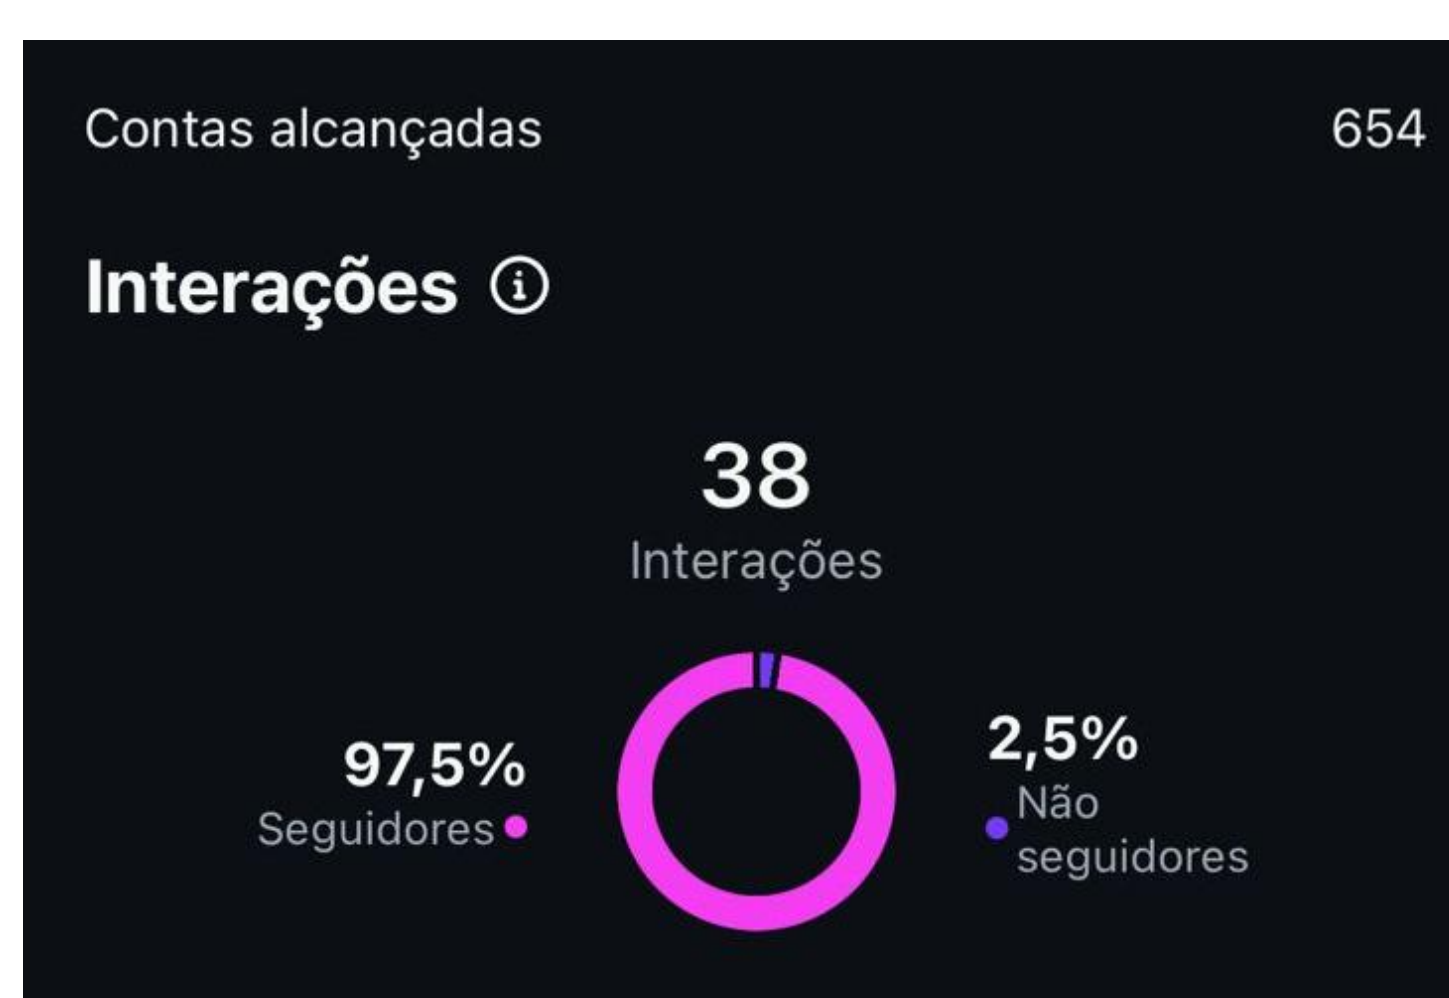 Contas alcançadas 654
Interações
38
Interações
97,5%
Seguidores
2,5%
Não
seguidores